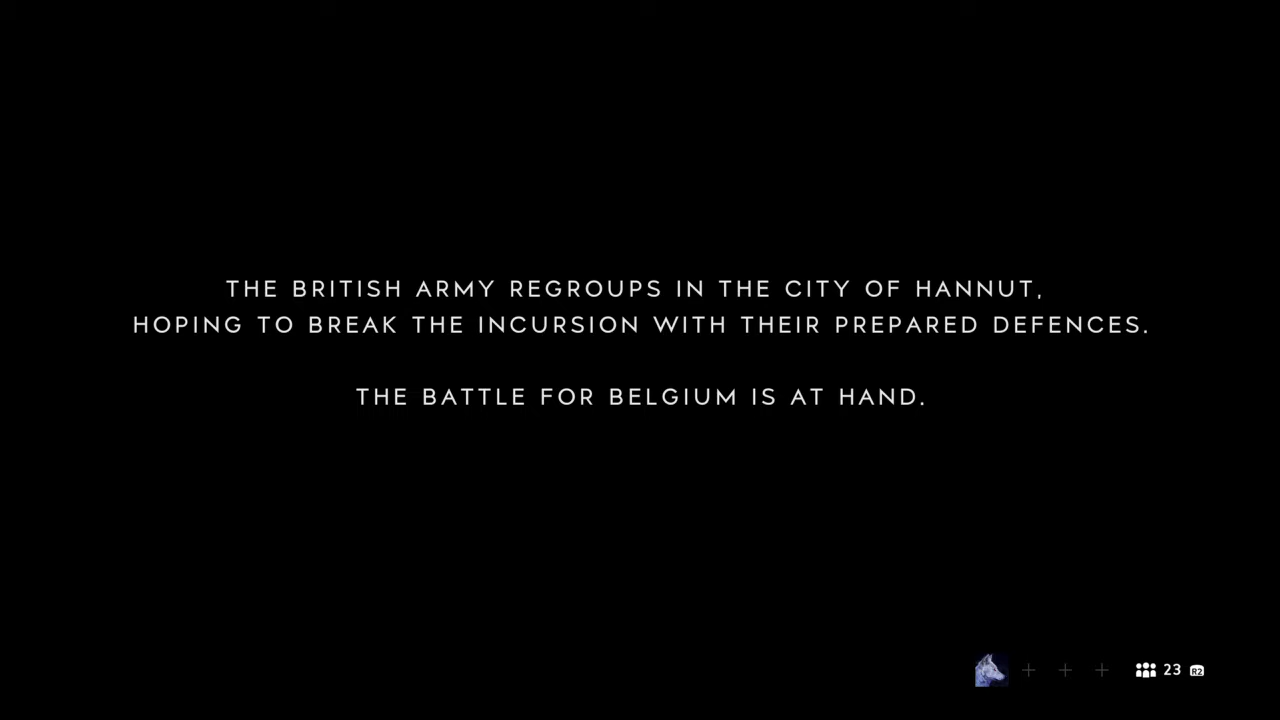 THE BRITISH ARMY REGROUPS IN THE CITY OF HANNUT,
HOPING TO BREAK THE INCURSION WITH THEIR PREPARED DEFENCES.
THE BATTLE FOR BELGIUM IS AT HAND.
23 R2